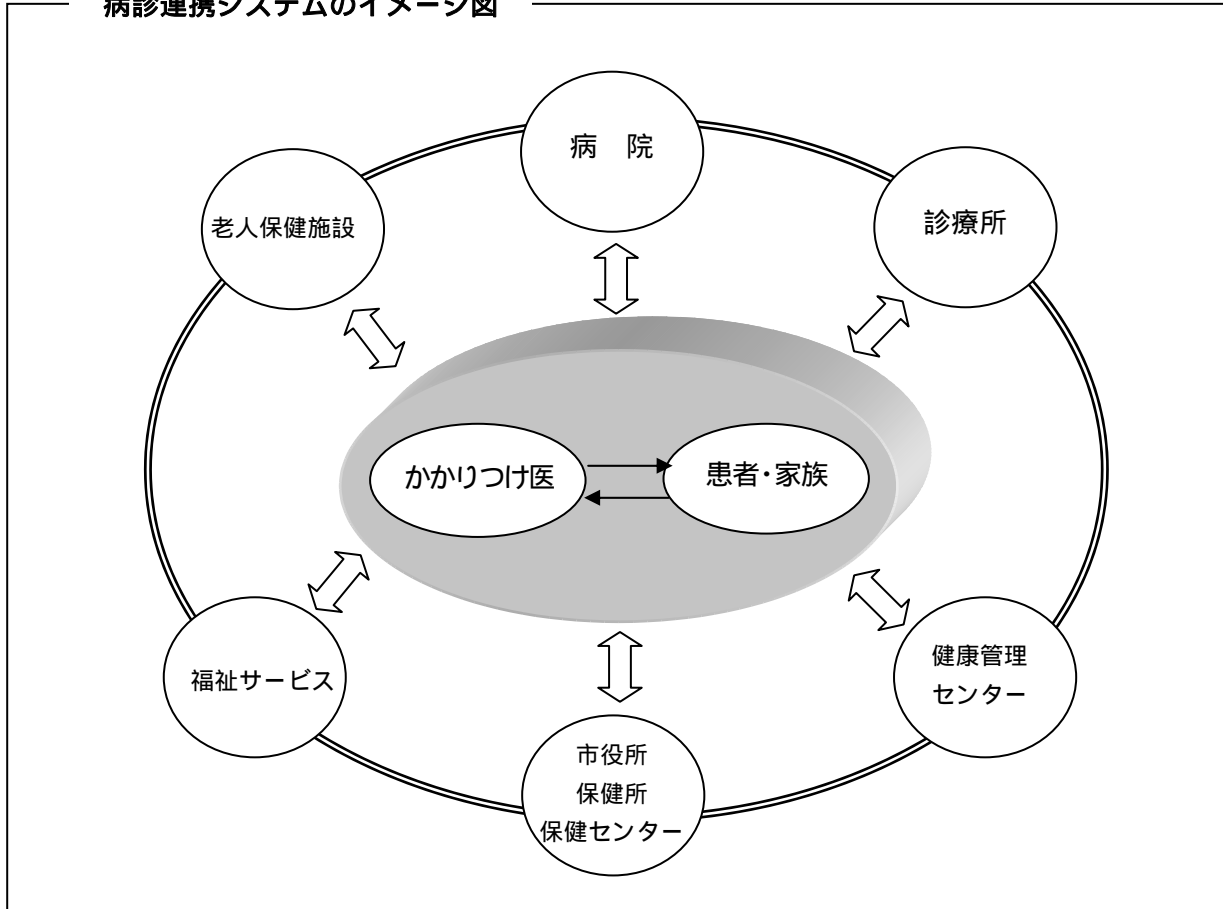 病診連携システムのイメージ図
病　院
老人保健施設
診療所
かかりつけ医
患者・家族
福祉サービス
健康管理
センター
市役所
保健所
保健センター